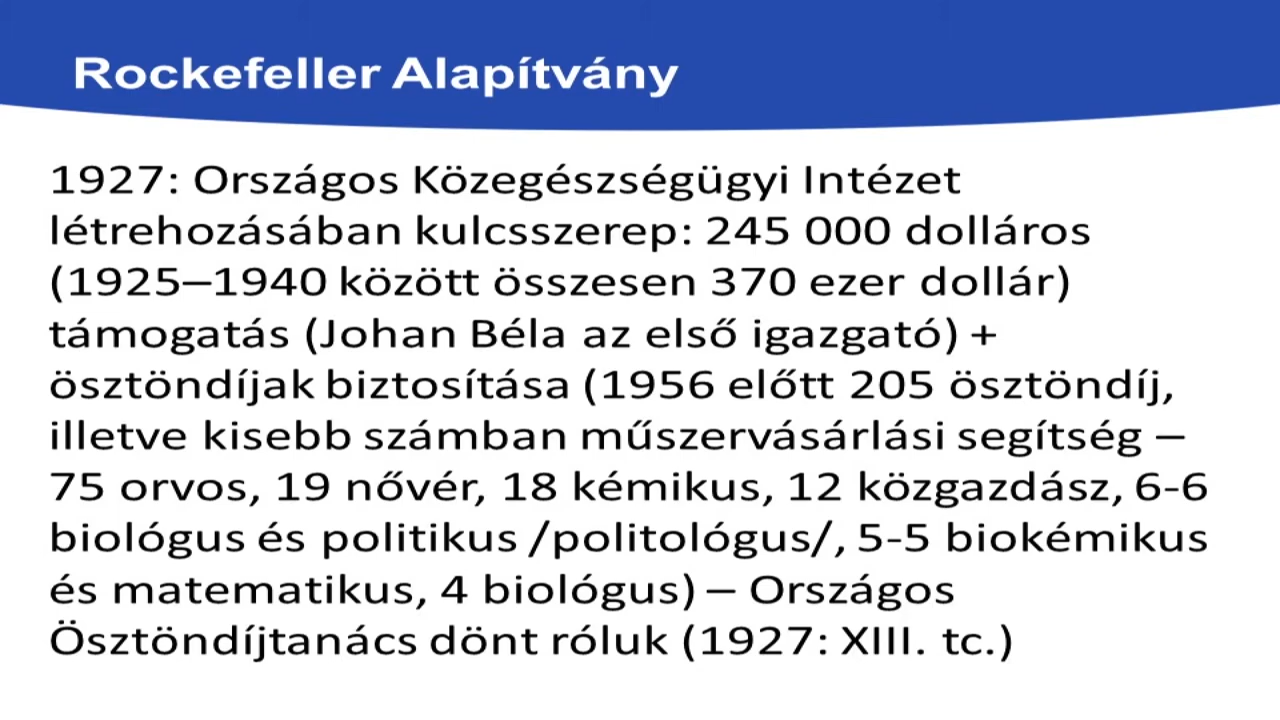 Rockefeller Alapítvány
1927: Országos Közegészségügyi Intézet
létrehozásában kulcsszerep: 245 000 dolláros
(1925–1940 között összesen 370 ezer dollár)
támogatás (Johan Béla az első igazgató) +
ösztöndíjak biztosítása (1956 előtt 205 ösztöndíj,
illetve kisebb számban műszervásárlási segítség –
75 orvos, 19 nővér, 18 kémikus, 12 közgazdász, 6-6
biológus és politikus /politológus/, 5-5 biokémikus
és matematikus, 4 biológus) – Országos
Ösztöndíjtanács dönt róluk (1927: XIII. tc.)